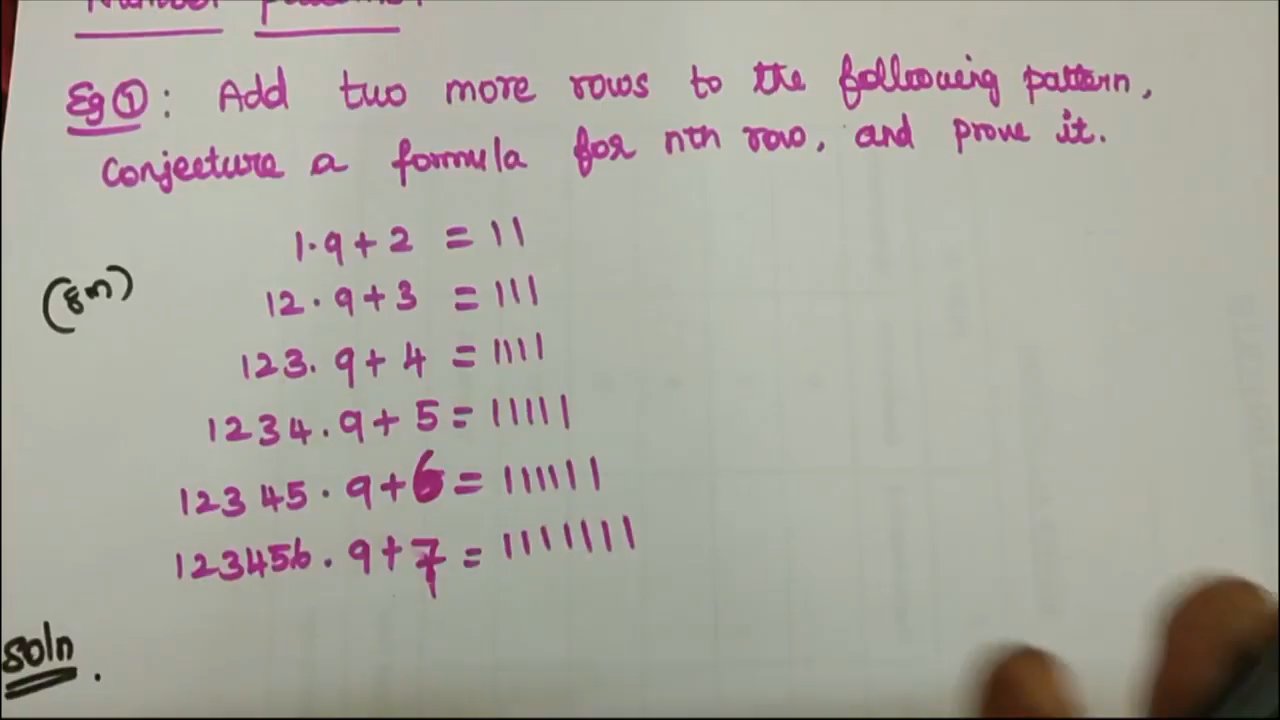 Eg ①: Add two more rows to the following pattern,
Conjecture a formula for nth row, and prove it.
1·9+2 = 11
(8m)
12·9+3 = 111
123·9+4 = 1111
1234·9+5 = 11111
12345·9+6 = 111111
123456·9+7 = 1111111
Soln.